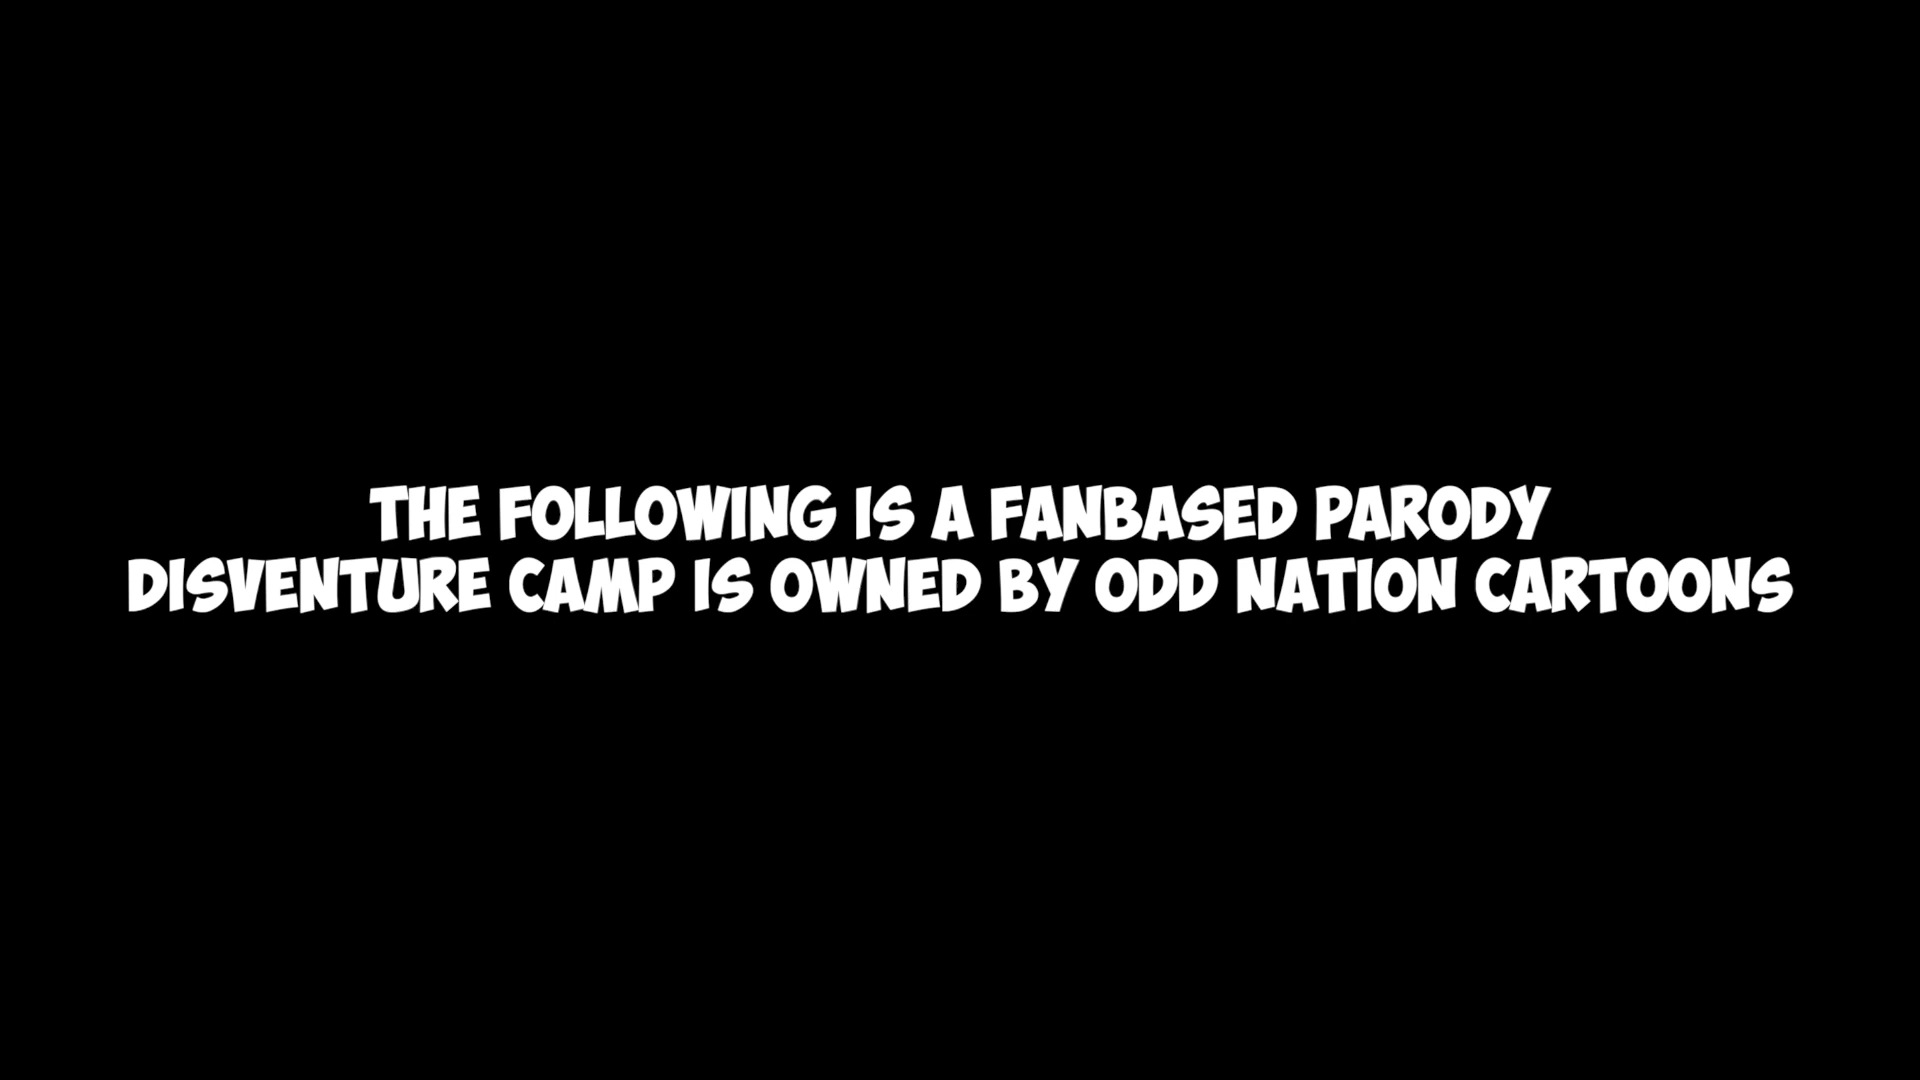 THE FOLLOWING IS A FANBASED PARODY
DISVENTURE CAMP IS OWNED BY ODD NATION CARTOONS